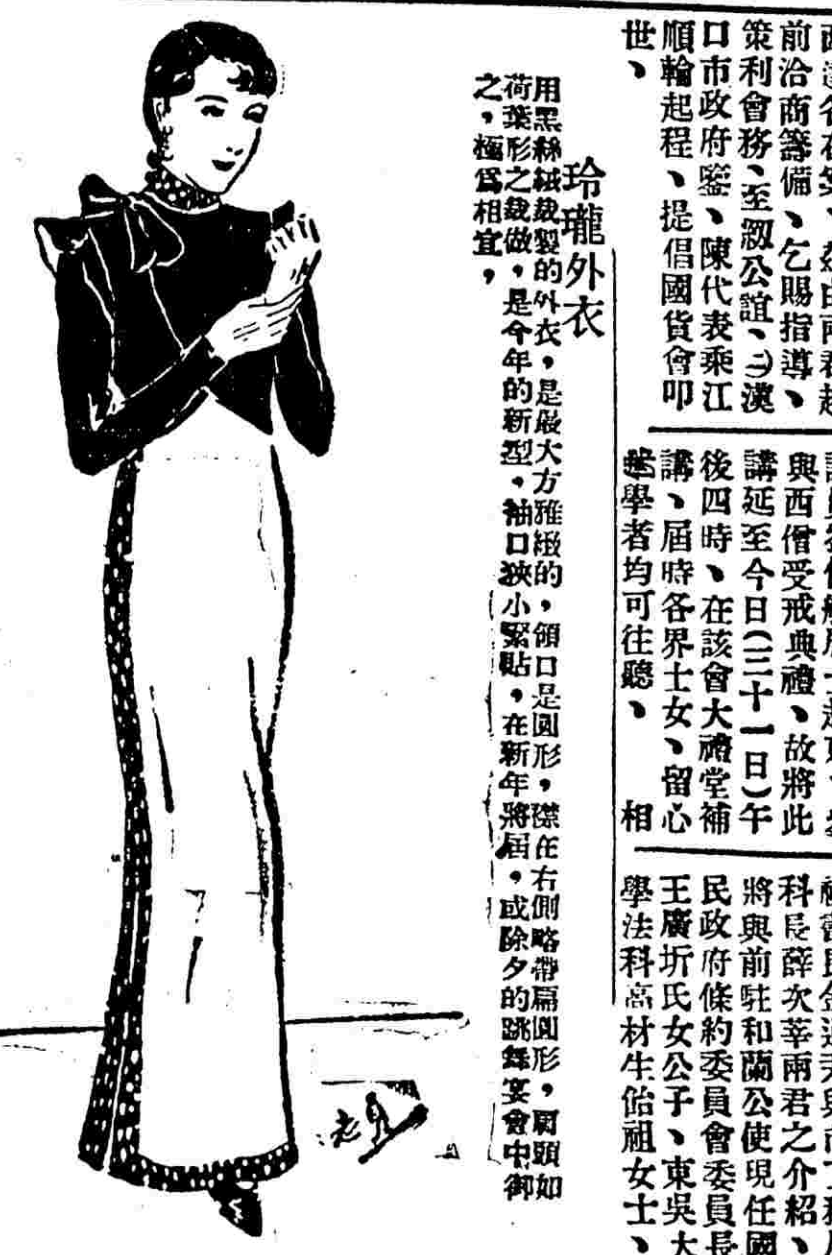 前洽商籌備、乞賜指導、
策利會務、至紉公誼、㊁漢
口市政府鑒、陳代表乘江
順輪起程、提倡國貨會叩
世、
與西僧受戒典禮、故將此
講延至今日(三十一日)午
後四時、在該會大禮堂補
講、屆時各界士女、留心
學者均可往聽、 相
科長薛次莘兩君之介紹、
將與前駐和蘭公使現任國
民政府條約委員會委員長
王廣圻氏女公子、東吳大
學法科高材生飴祖女士、
玲瓏外衣
用黑絲絨裁製的外衣，是最大方雅緻的，領口是圓形，襟在右側略帶扁圓形，肩頭如
荷葉形之裁做，是今年的新型，袖口狹小緊貼，在新年將屆，或除夕的跳舞宴會中御
之，極爲相宜，